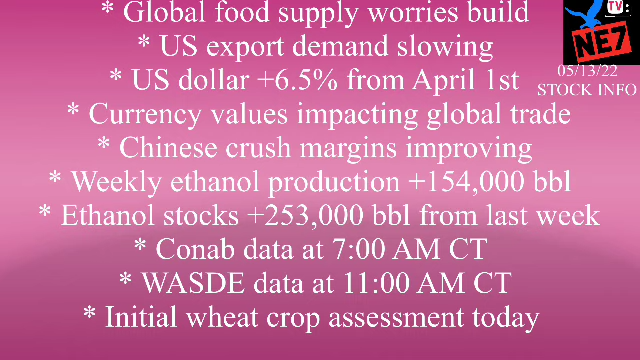 * Global food supply worries build
* US export demand slowing
* US dollar +6.5% from April 1st
* Currency values impacting global trade
* Chinese crush margins improving
* Weekly ethanol production +154,000 bbl
* Ethanol stocks +253,000 bbl from last week
* Conab data at 7:00 AM CT
* WASDE data at 11:00 AM CT
* Initial wheat crop assessment today
TV:
NE7
05/13/22
STOCK INFO